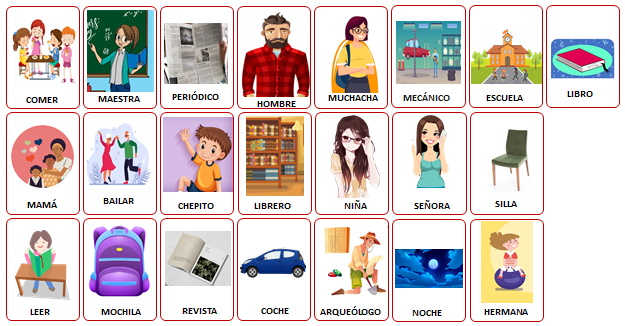 COMER
MAESTRA
PERIÓDICO
HOMBRE
MUCHACHA
MECÁNICO
ESCUELA
LIBRO
MAMÁ
BAILAR
CHEPITO
LIBRERO
NIÑA
SEÑORA
SILLA
LEER
MOCHILA
REVISTA
COCHE
ARQUEÓLOGO
NOCHE
HERMANA